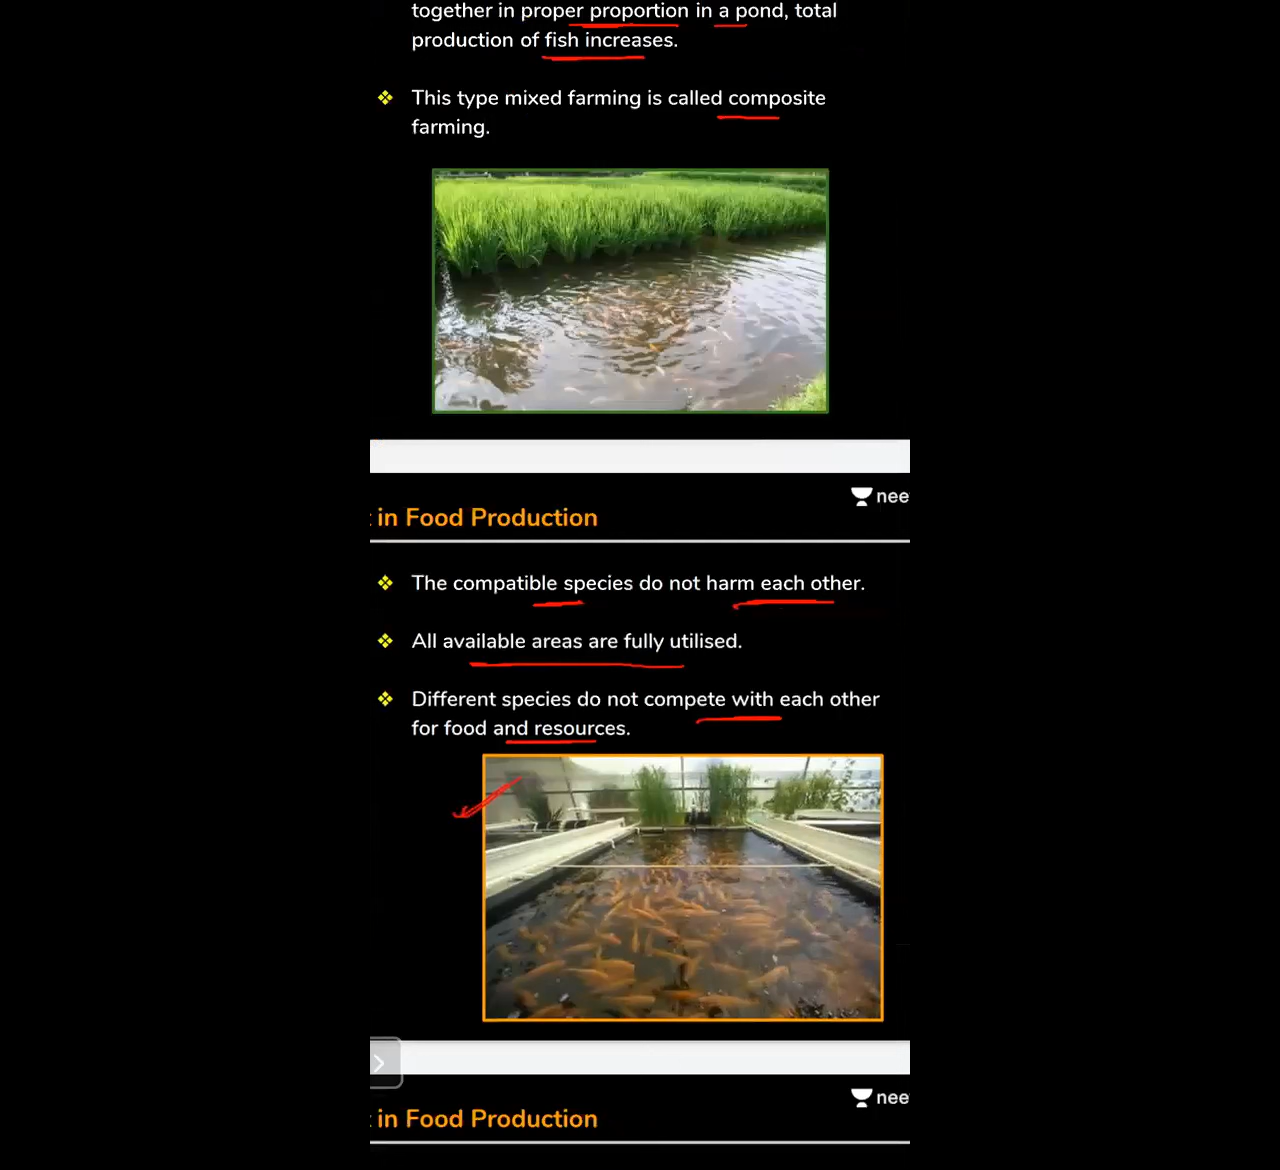 together in proper proportion in a pond, total
production of fish increases.
This type mixed farming is called composite
farming.
nee
in Food Production
The compatible species do not harm each other.
All available areas are fully utilised.
Different species do not compete with each other
for food and resources.
nee
in Food Production